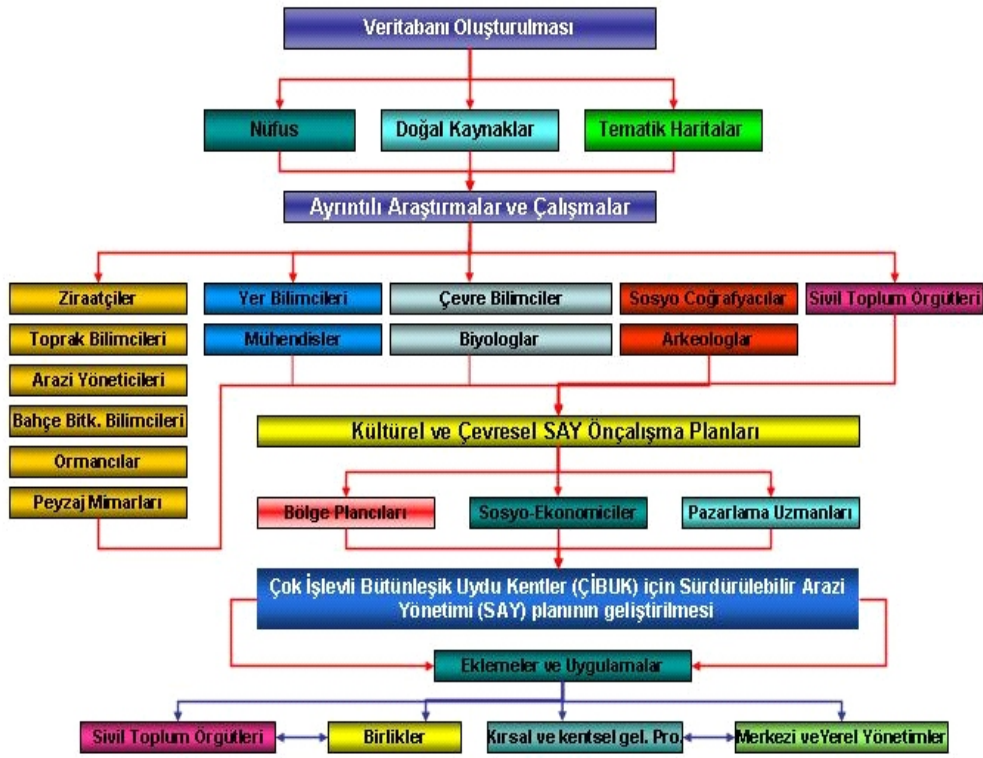 Veritabanı Oluşturulması
Nüfus
Doğal Kaynaklar
Tematik Haritalar
Ayrıntılı Araştırmalar ve Çalışmalar
Ziraatçiler
Yer Bilimcileri
Çevre Bilimciler
Sosyo Coğrafyacılar
Sivil Toplum Örgütleri
Toprak Bilimcileri
Mühendisler
Biyologlar
Arkeologlar
Arazi Yöneticileri
Bahçe Bitk. Bilimcileri
Ormancılar
Peyzaj Mimarları
Kültürel ve Çevresel SAY Önçalışma Planları
Bölge Plancıları
Sosyo-Ekonomiciler
Pazarlama Uzmanları
Çok İşlevli Bütünleşik Uydu Kentler (ÇİBUK) için Sürdürülebilir Arazi
Yönetimi (SAY) planının geliştirilmesi
Eklemeler ve Uygulamalar
Sivil Toplum Örgütleri
Birlikler
Kırsal ve kentsel gel. Pro.
Merkezi ve Yerel Yönetimler